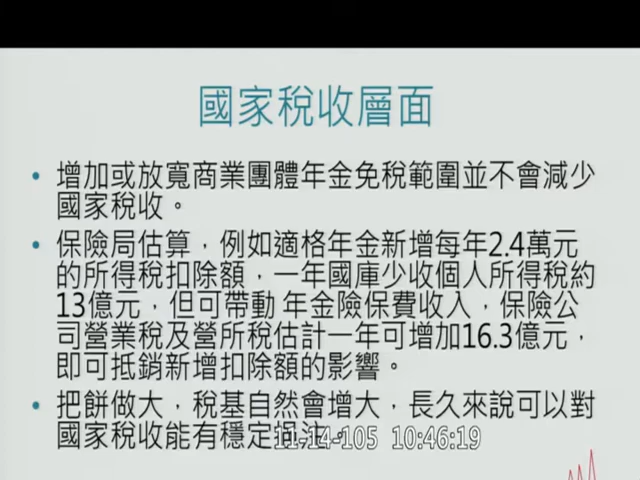 國家稅收層面
• 增加或放寬商業團體年金免稅範圍並不會減少
國家稅收。
• 保險局估算，例如適格年金新增每年2.4萬元
的所得稅扣除額，一年國庫少收個人所得稅約
13億元，但可帶動 年金險保費收入，保險公
司營業稅及營所稅估計一年可增加16.3億元，
即可抵銷新增扣除額的影響。
• 把餅做大，稅基自然會增大，長久來說可以對
國家稅收能有穩定
11-14-105 10:46:19